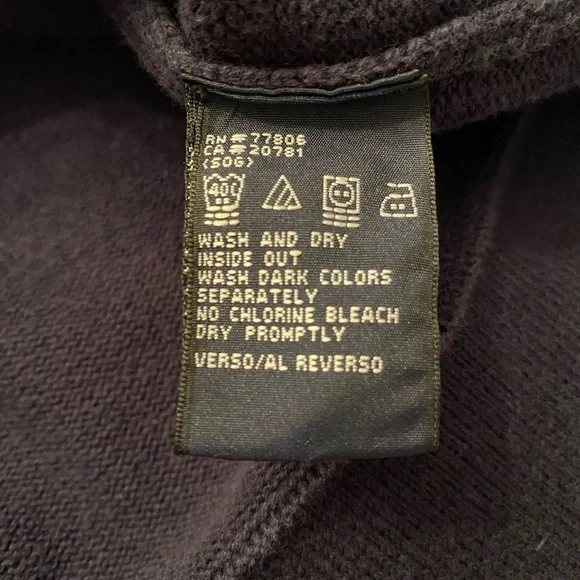 RN#77806
CA#20781
(SOG)
40C
WASH AND DRY
INSIDE OUT
WASH DARK COLORS
SEPARATELY
NO CHLORINE BLEACH
DRY PROMPTLY
VERSO/AL REVERSO